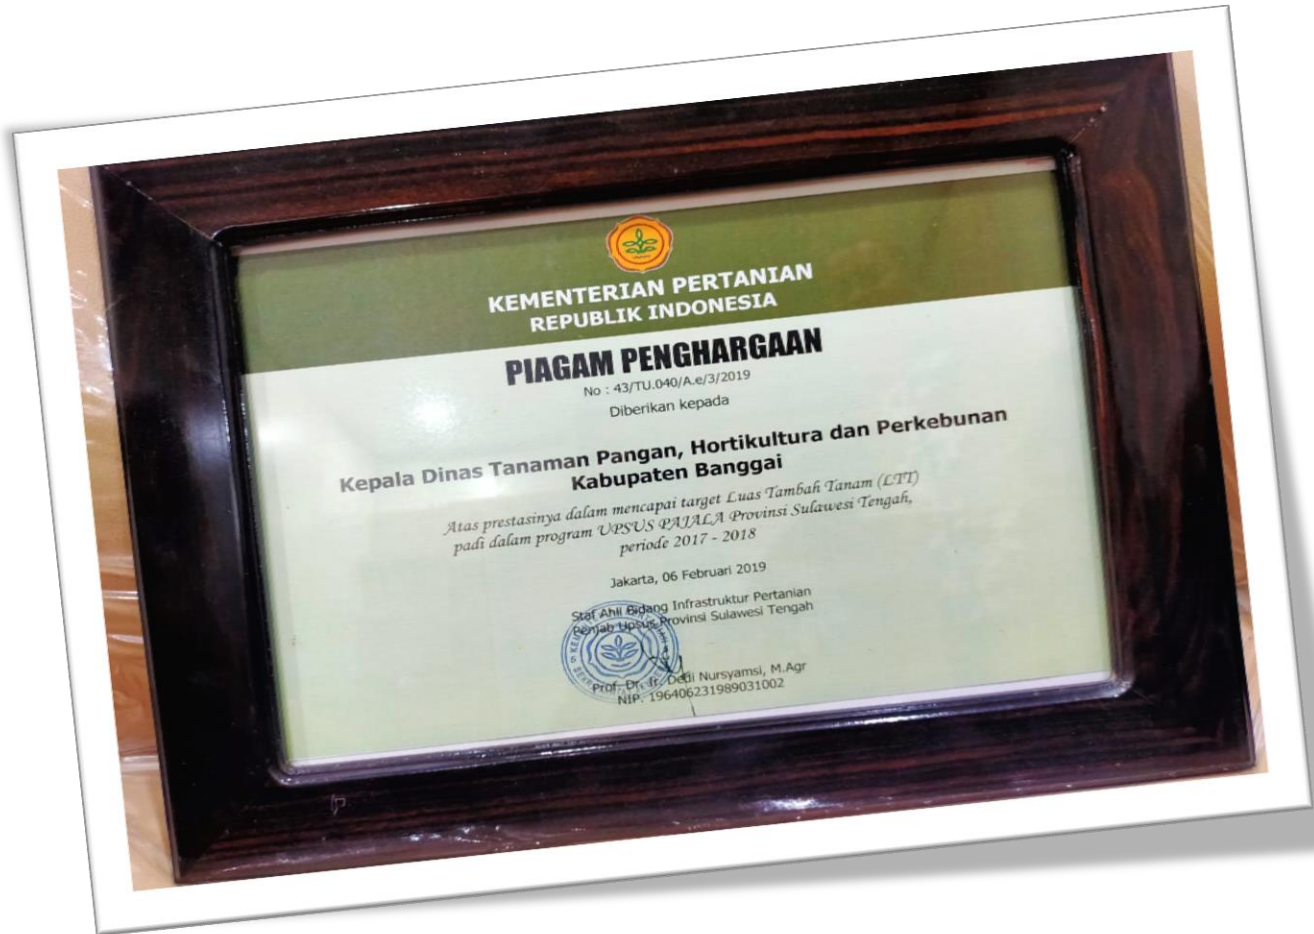 KEMENTERIAN PERTANIAN
REPUBLIK INDONESIA
PIAGAM PENGHARGAAN
No : 43/TU.040/A.e/3/2019
Diberikan kepada
Kepala Dinas Tanaman Pangan, Hortikultura dan Perkebunan
Kabupaten Banggai
Atas prestasinya dalam mencapai target Luas Tambah Tanam (LTT)
padi dalam program UPSUS PAJALA Provinsi Sulawesi Tengah,
periode 2017 - 2018
Jakarta, 06 Februari 2019
Staf Ahli Bidang Infrastruktur Pertanian
Penjab Upsus Provinsi Sulawesi Tengah
Prof. Dr. Ir. Dedi Nursyamsi, M.Agr
NIP. 196406231989031002